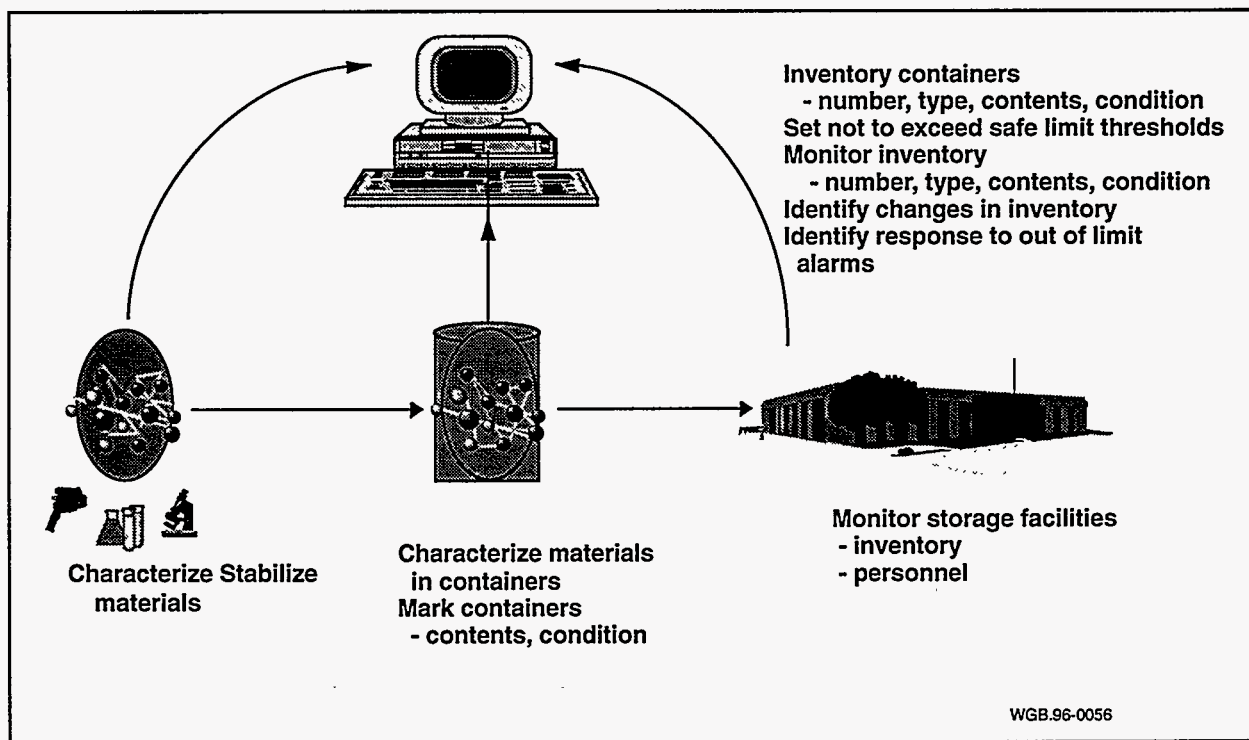 Inventory containers
- number, type, contents, condition
Set not to exceed safe limit thresholds
Monitor inventory
- number, type, contents, condition
Identify changes in inventory
Identify response to out of limit
alarms
Characterize Stabilize
materials
Characterize materials
in containers
Mark containers
- contents, condition
Monitor storage facilities
- inventory
- personnel
WGB.96-0056